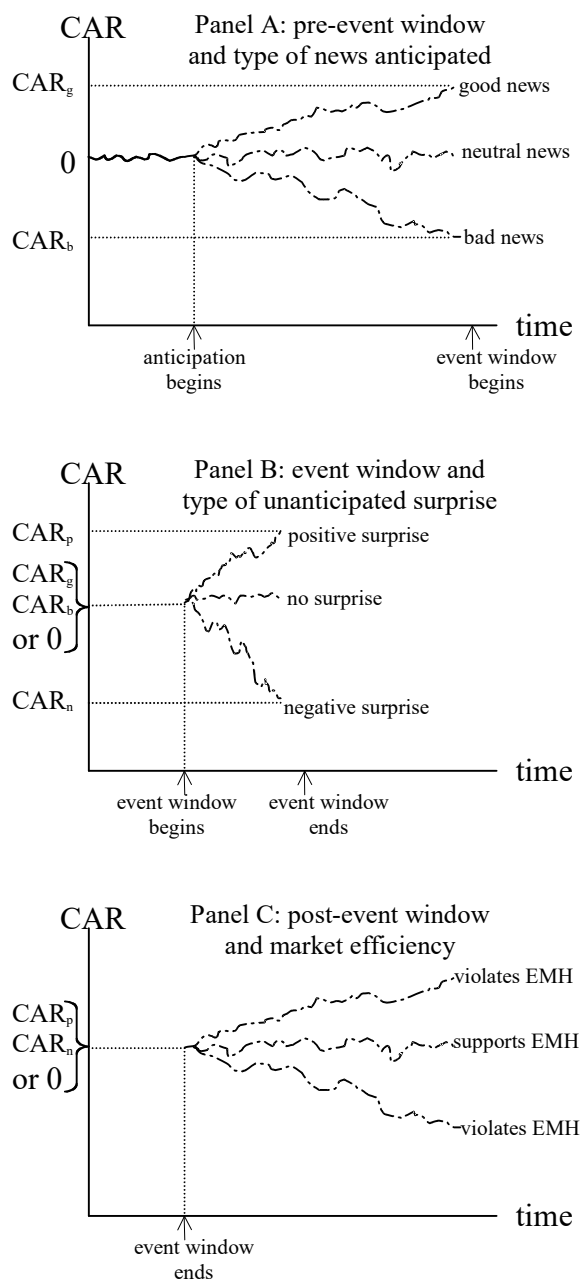 CAR
Panel A: pre-event window
and type of news anticipated
CARg
good news
0
neutral news
CARb
bad news
time
anticipation
begins
event window
begins
CAR
Panel B: event window and
type of unanticipated surprise
CARp
positive surprise
CARg
CARb
no surprise
or 0
CARn
negative surprise
time
event window
begins
event window
ends
CAR
Panel C: post-event window
and market efficiency
violates EMH
CARp
CARn
supports EMH
or 0
violates EMH
time
event window
ends